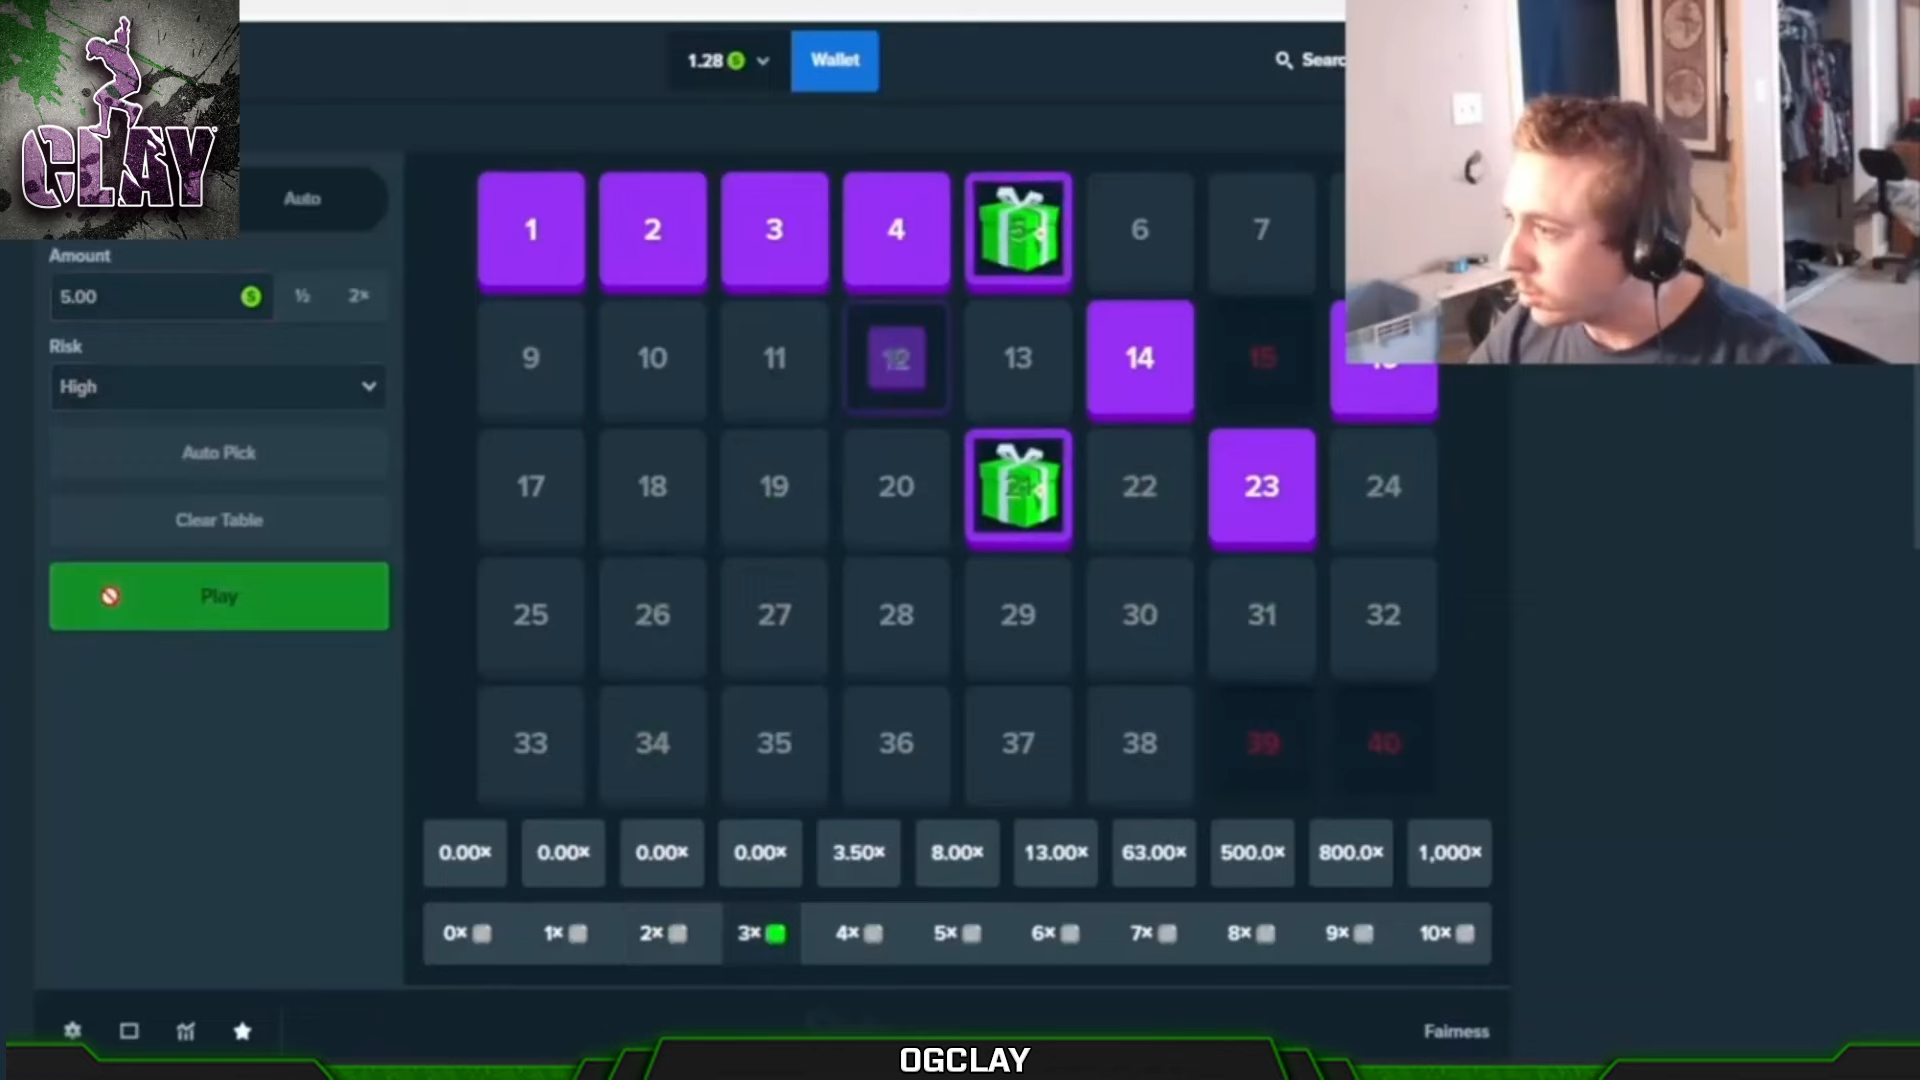 CLAY
1.28
Wallet
Searc
Auto
Amount
5.00
½
2×
Risk
High
Auto Pick
Clear Table
Play
1 2 3 4 5 6 7
9 10 11 12 13 14 15
17 18 19 20 21 22 23 24
25 26 27 28 29 30 31 32
33 34 35 36 37 38 39 40
0.00× 0.00× 0.00× 0.00× 3.50× 8.00× 13.00× 63.00× 500.0× 800.0× 1,000×
0× 1× 2× 3× 4× 5× 6× 7× 8× 9× 10×
Fairness
OGCLAY